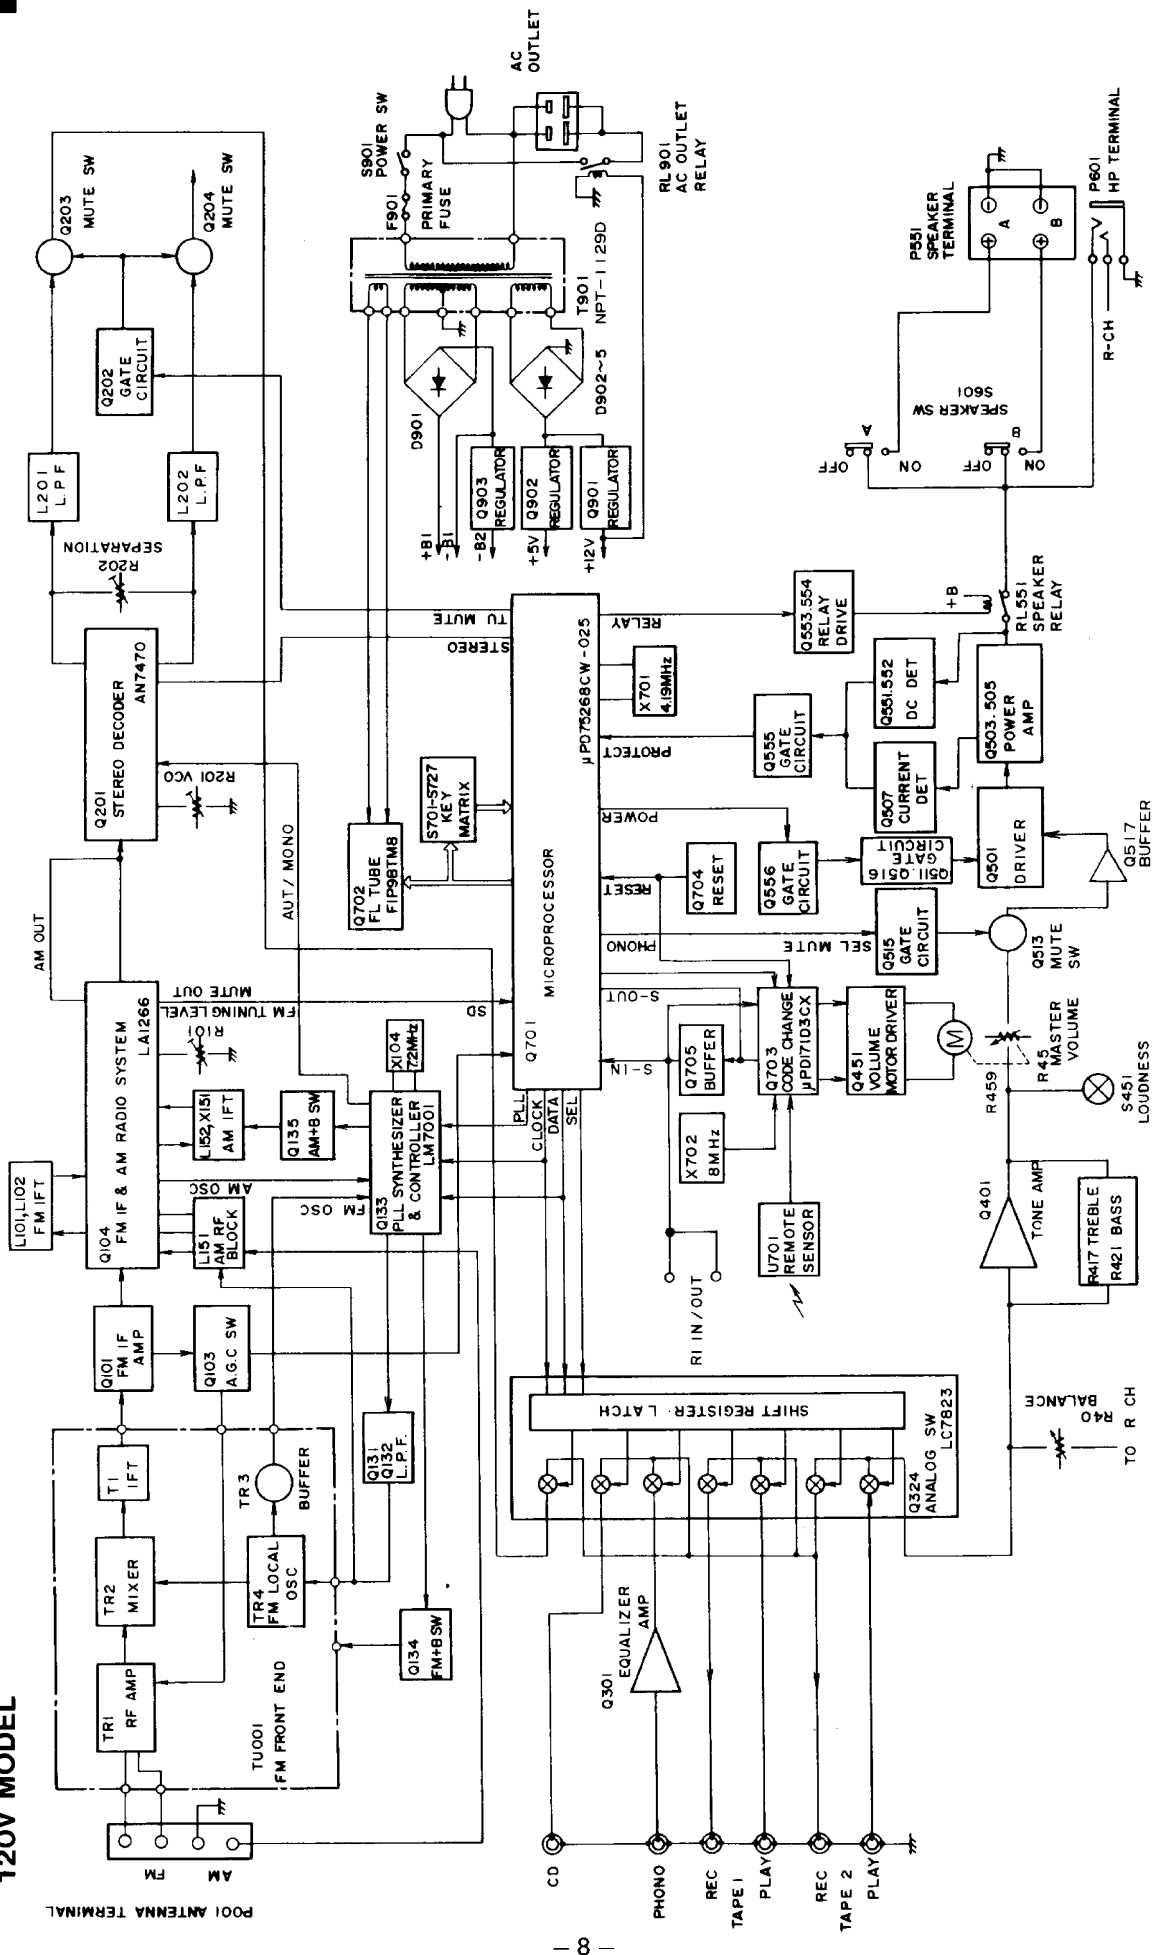 120V MODEL
P001 ANTENNA TERMINAL
FM
AM
TU001
FM FRONT END
TR1
RF AMP
TR2
MIXER
T1
IFT
TR4
FM LOCAL
OSC
TR3
BUFFER
Q101
FM IF
AMP
Q103
A.G.C SW
L101,L102
FM IFT
Q104
FM IF & AM RADIO SYSTEM
LA1266
L151
AM RF
BLOCK
AM OSC
L152,X151
AM IFT
R101
FM TUNING LEVEL
MUTE OUT
AM OUT
Q135
AM+B SW
FM OSC
Q133
PLL SYNTHESIZER
& CONTROLLER
LM7001
X104
7.2MHz
Q131
Q132
L.P.F.
Q134
FM+BSW
AUT/MONO
Q201
STEREO DECODER
AN7470
R201 VCO
R202
SEPARATION
L201
L.P.F
L202
L.P.F
Q202
GATE
CIRCUIT
Q203
MUTE SW
Q204
MUTE SW
STEREO
TU MUTE
Q702
FL TUBE
FIP9BTM8
S701-S727
KEY
MATRIX
S901
POWER SW
F901
PRIMARY
FUSE
AC
OUTLET
RL901
AC OUTLET
RELAY
T901
NPT-1129D
D901
D902~5
Q903
REGULATOR
Q902
REGULATOR
Q901
REGULATOR
+B1
-B1
-B2
+5V
+12V
SD
Q701
MICROPROCESSOR
μPD75268CW-025
PLL
CLOCK
DATA
SEL
S-IN
S-OUT
PHONO
RESET
POWER
PROTECT
RELAY
X701
4.19MHz
SEL MUTE
Q704
RESET
Q705
BUFFER
X702
8MHz
Q703
CODE CHANGE
μPD171D3CX
U701
REMOTE
SENSOR
RI IN/OUT
Q451
VOLUME
MOTOR DRIVER
M
R459
R45
MASTER
VOLUME
Q515
GATE
CIRCUIT
Q513
MUTE
SW
Q556
GATE
CIRCUIT
Q511.Q516
GATE
CIRCUIT
Q555
GATE
CIRCUIT
Q553.554
RELAY
DRIVE
Q551.552
DC DET
Q507
CURRENT
DET
Q501
DRIVER
Q503.505
POWER
AMP
Q517
BUFFER
+B
RL551
SPEAKER
RELAY
S601
SPEAKER SW
A
OFF
ON
B
OFF
ON
P551
SPEAKER
TERMINAL
A
B
P601
HP TERMINAL
R-CH
Q324
ANALOG SW
LC7823
SHIFT REGISTER·LATCH
Q301
EQUALIZER
AMP
CD
PHONO
REC
TAPE 1
PLAY
REC
TAPE 2
PLAY
R40
BALANCE
TO R CH
Q401
TONE AMP
R417 TREBLE
R421 BASS
S451
LOUDNESS
– 8 –